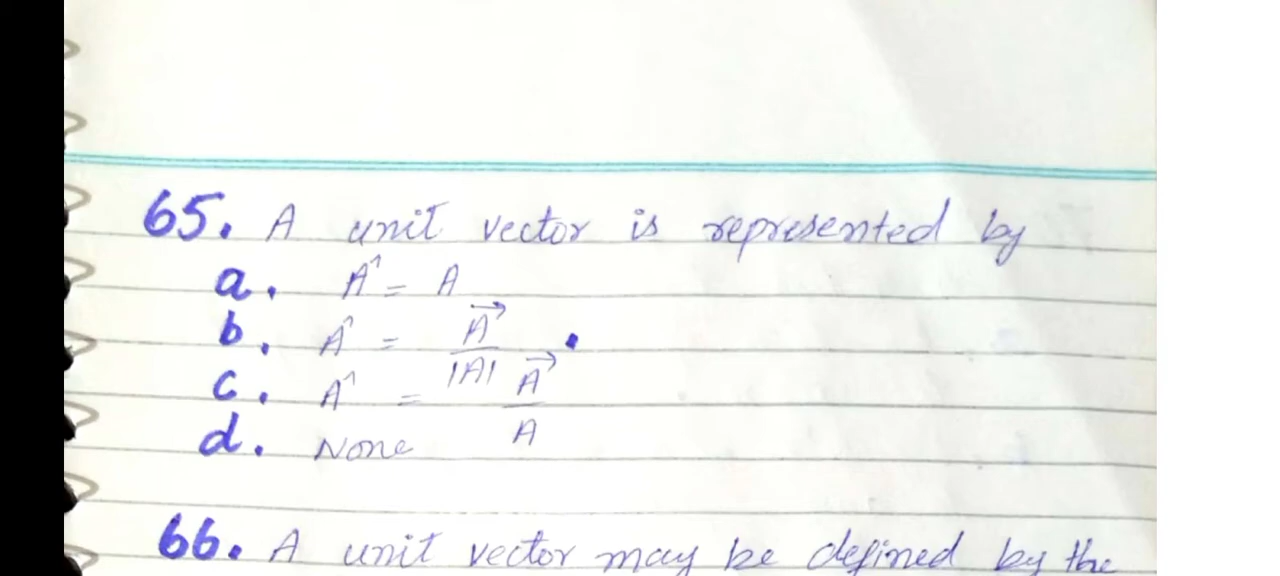 65. A unit vector is represented by
a. Â = A
b. Â = A⃗ / |A| •
c. Â = A⃗ / A
d. None
66. A unit vector may be defined by the